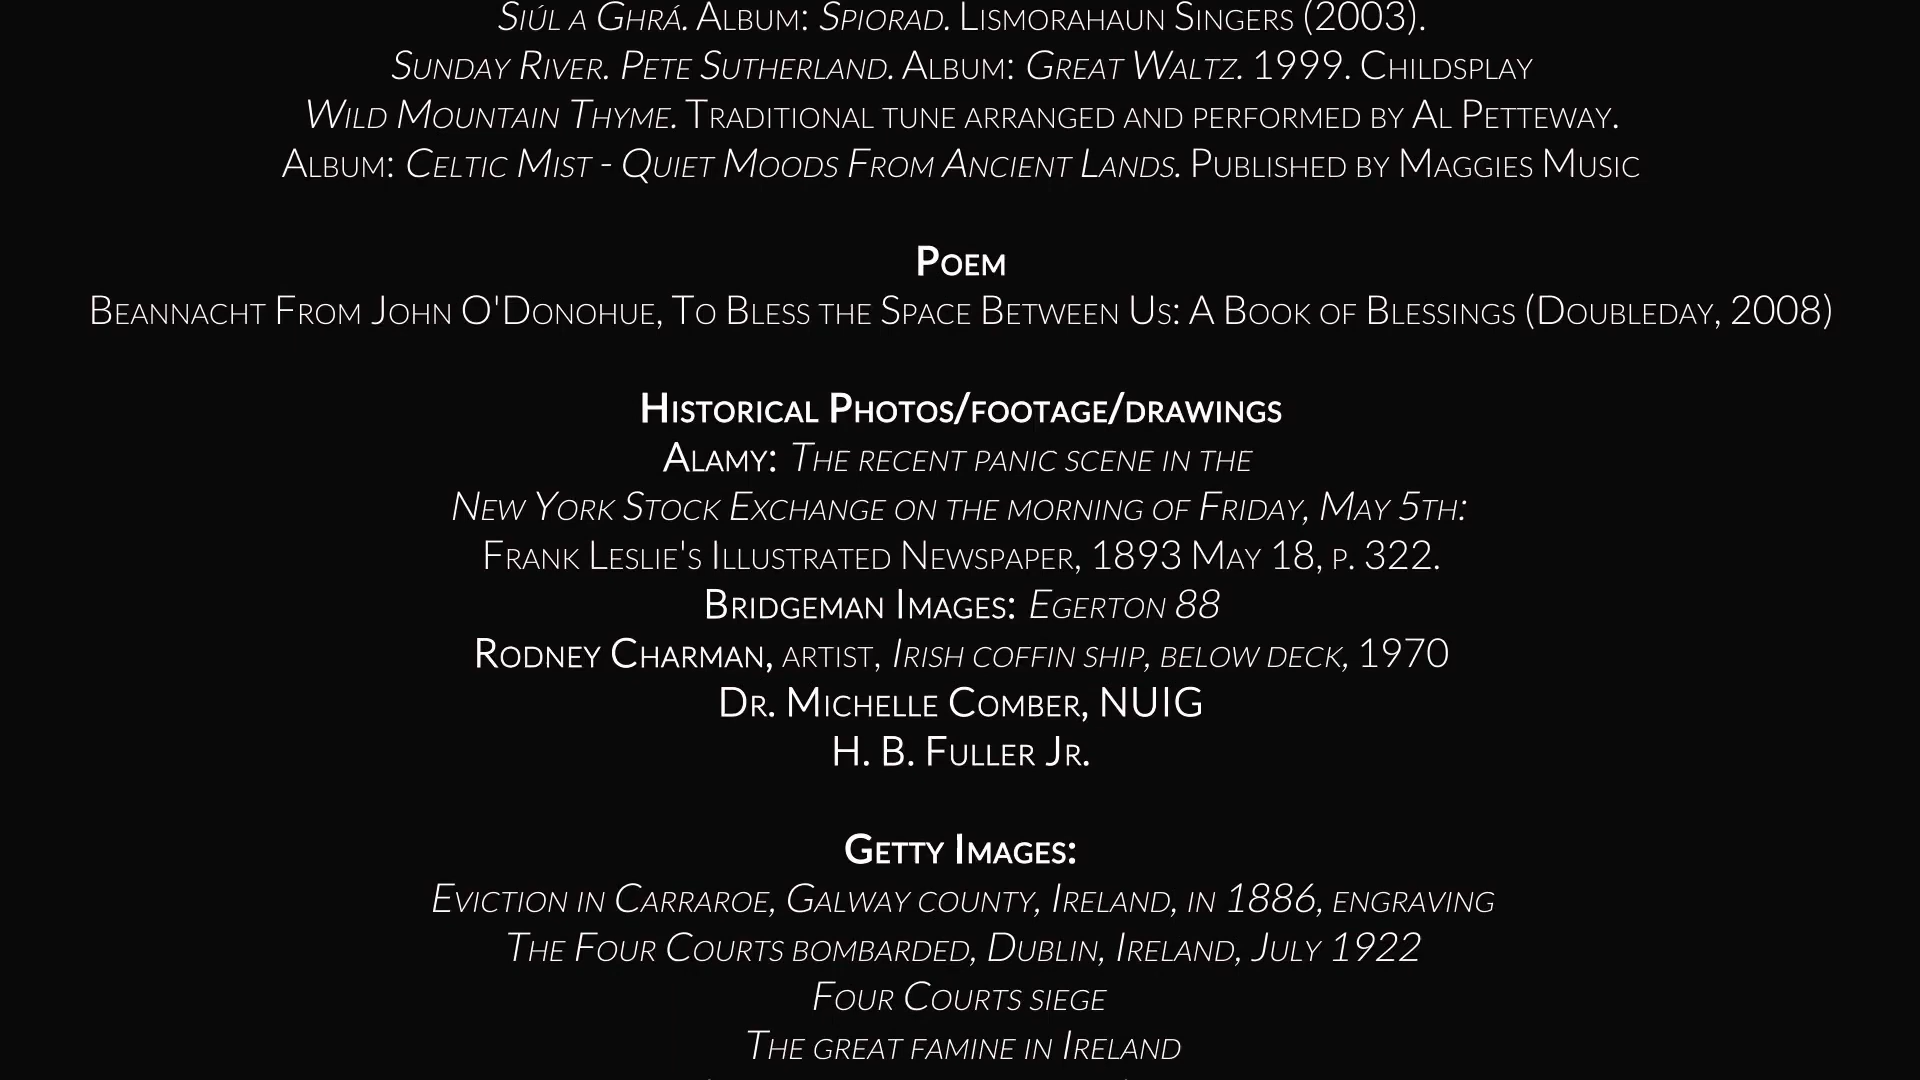 Siúl a Ghrá. Album: Spiorad. Lismorahaun Singers (2003).
Sunday River. Pete Sutherland. Album: Great Waltz. 1999. Childsplay
Wild Mountain Thyme. Traditional tune arranged and performed by Al Petteway.
Album: Celtic Mist - Quiet Moods From Ancient Lands. Published by Maggies Music
Poem
Beannacht From John O'Donohue, To Bless the Space Between Us: A Book of Blessings (Doubleday, 2008)
Historical Photos/footage/drawings
Alamy: The recent panic scene in the
New York Stock Exchange on the morning of Friday, May 5th:
Frank Leslie's Illustrated Newspaper, 1893 May 18, p. 322.
Bridgeman Images: Egerton 88
Rodney Charman, artist, Irish coffin ship, below deck, 1970
Dr. Michelle Comber, NUIG
H. B. Fuller Jr.
Getty Images:
Eviction in Carraroe, Galway county, Ireland, in 1886, engraving
The Four Courts bombarded, Dublin, Ireland, July 1922
Four Courts siege
The great famine in Ireland